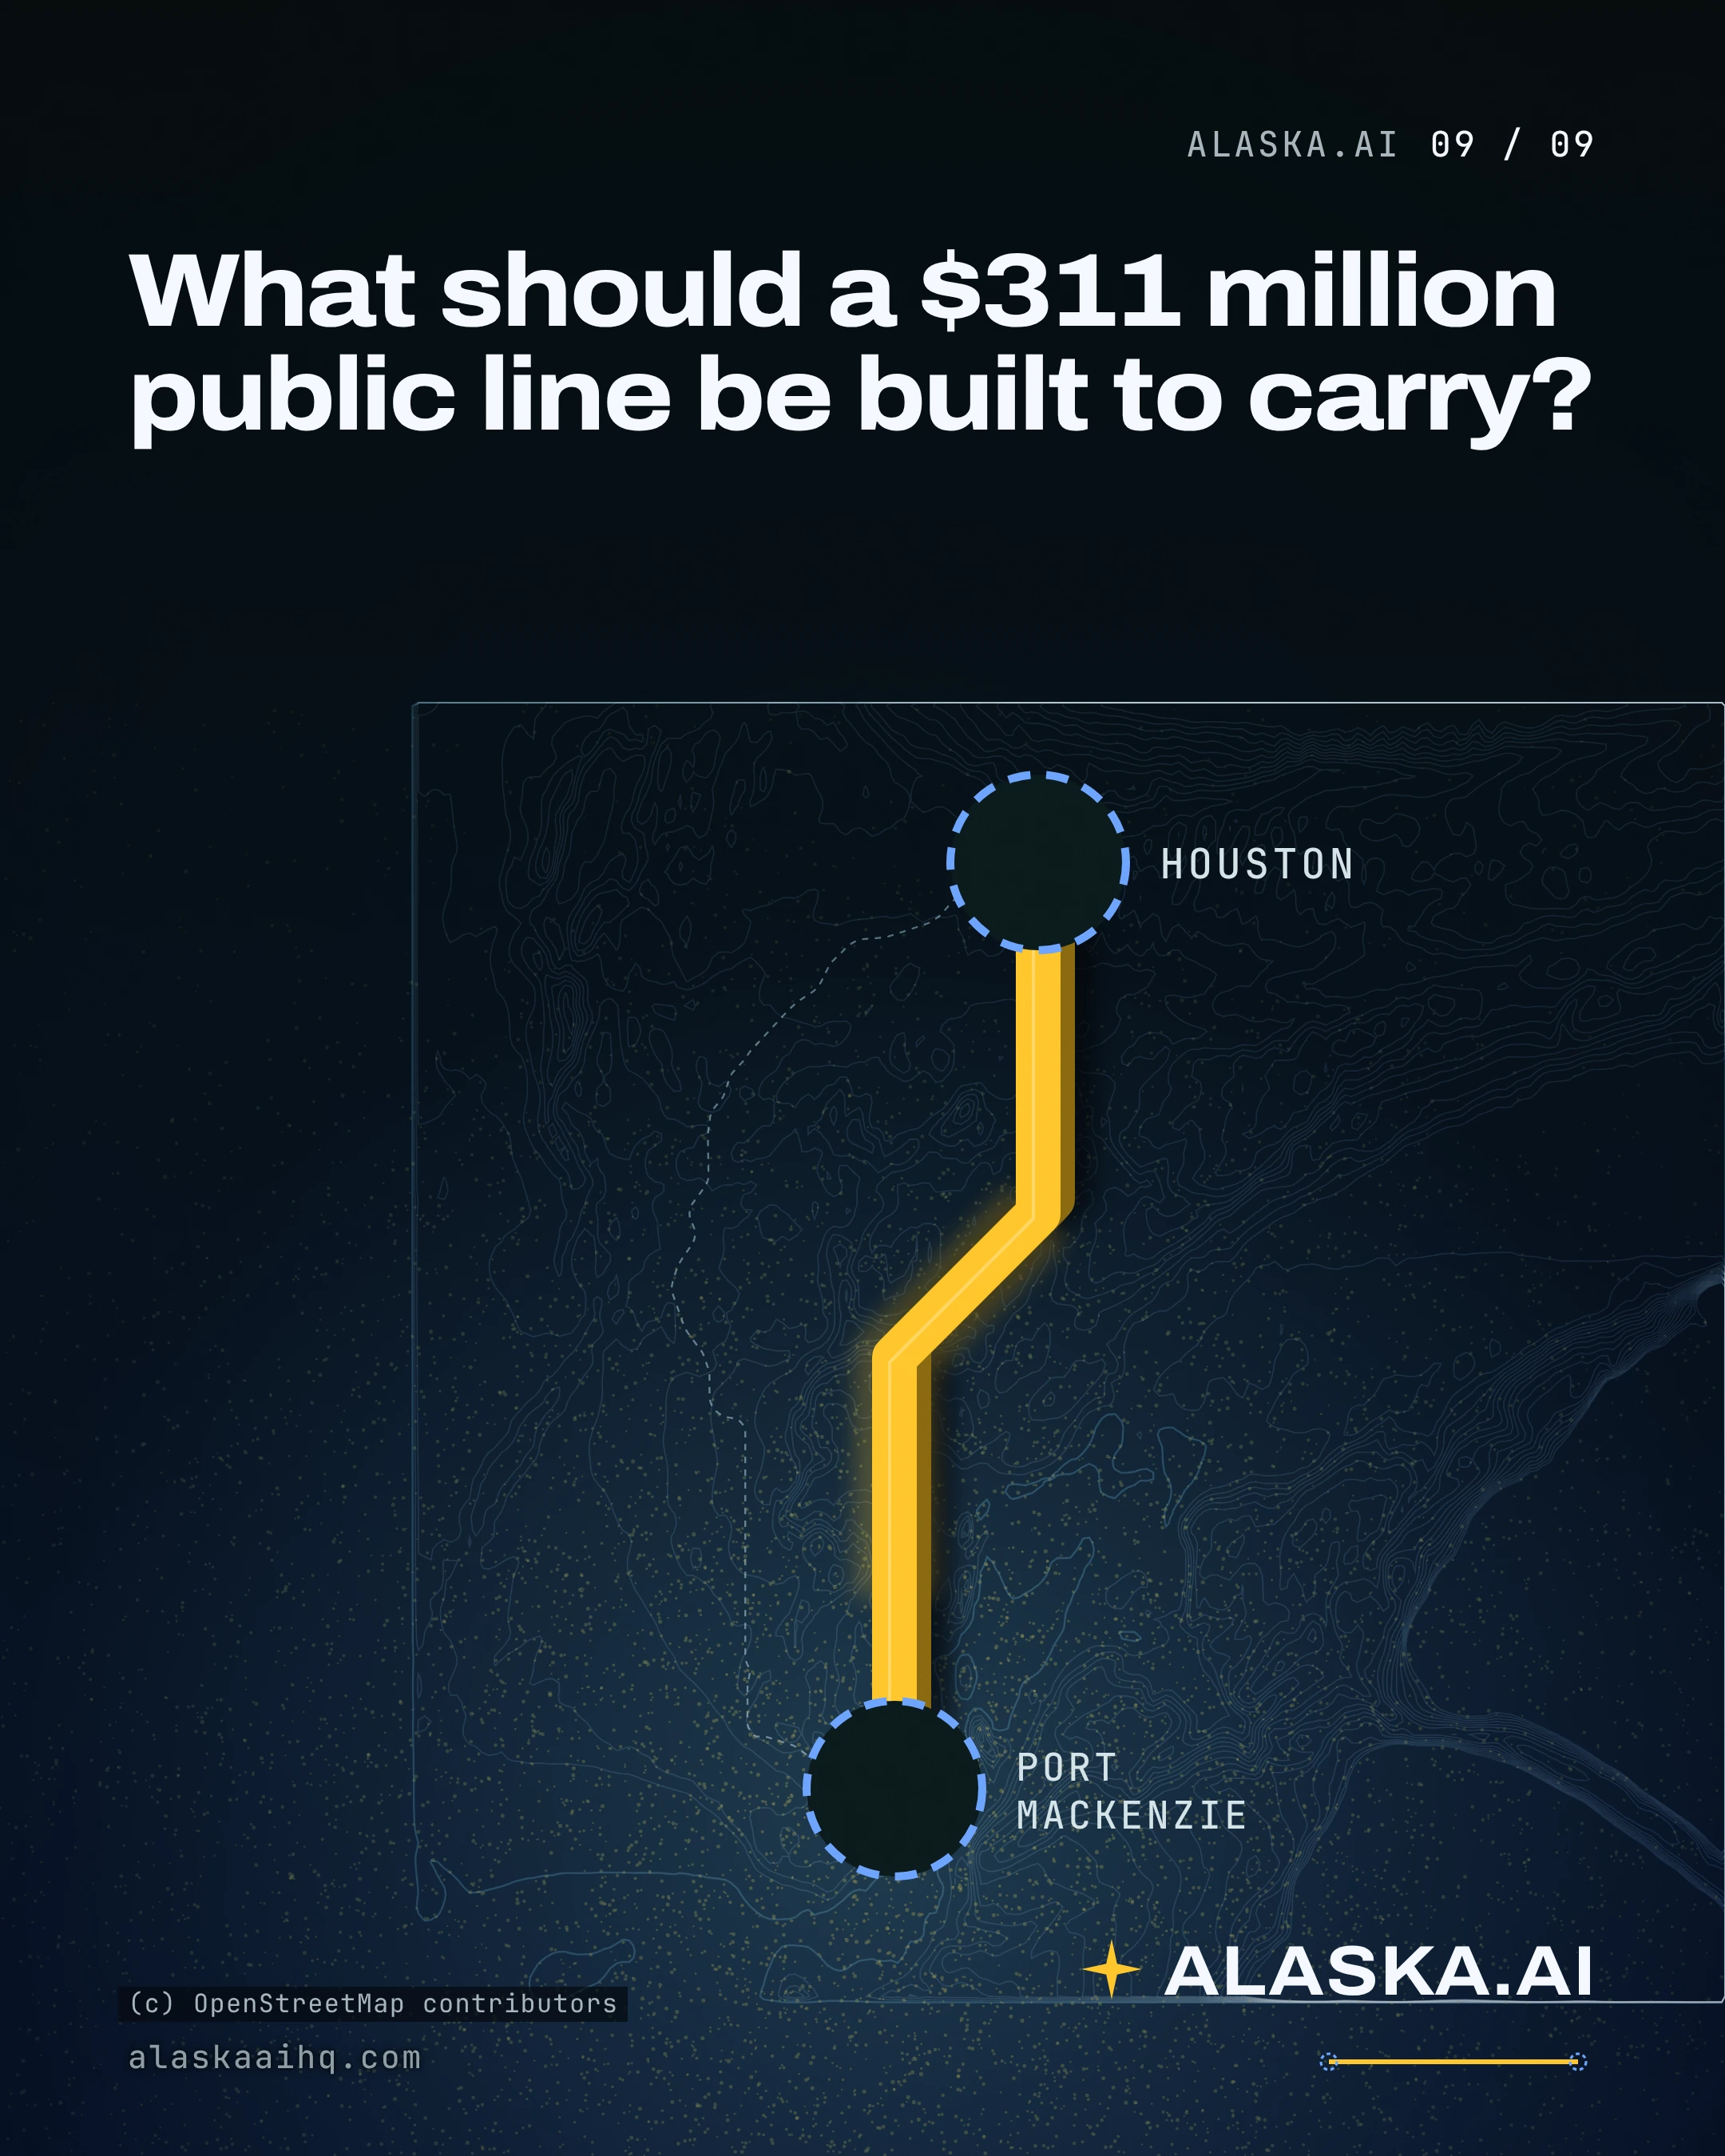 ALASKA.AI 09 / 09
What should a $311 million
public line be built to carry?
HOUSTON
PORT
MACKENZIE
ALASKA.AI
(c) OpenStreetMap contributors
alaskaaihq.com